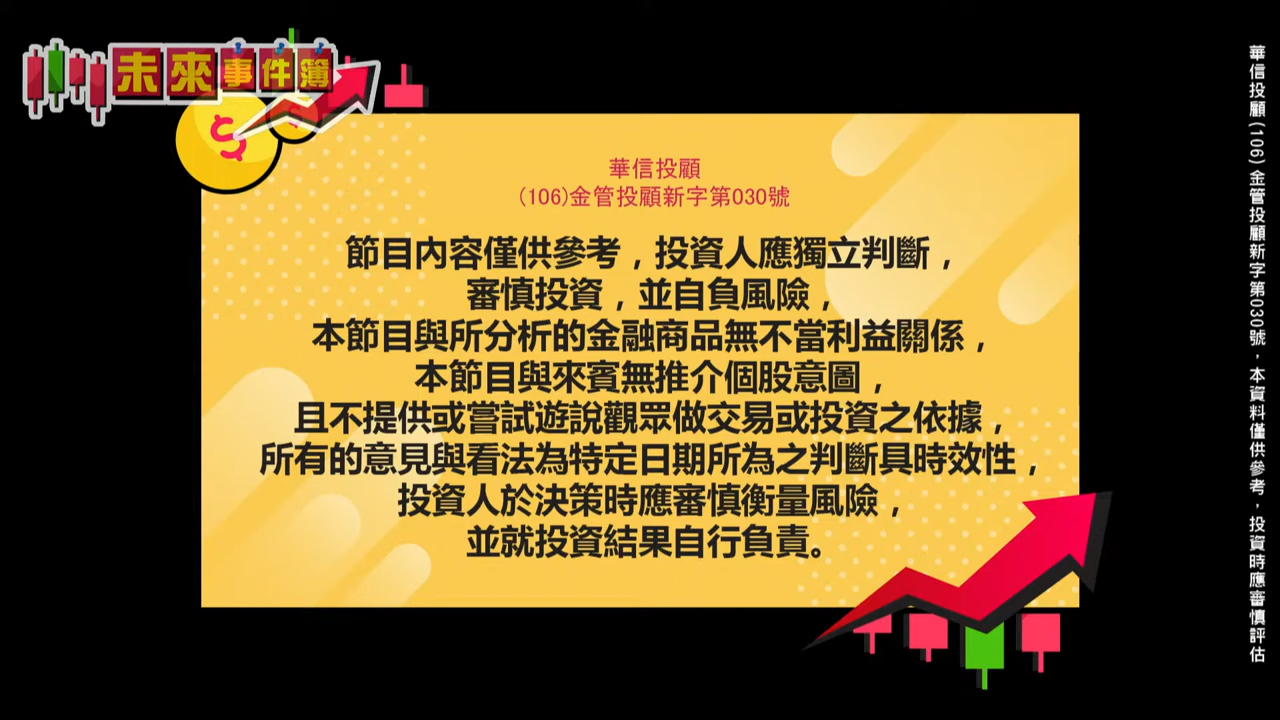 未來事件簿
華信投顧
(106)金管投顧新字第030號
節目內容僅供參考，投資人應獨立判斷，
審慎投資，並自負風險，
本節目與所分析的金融商品無不當利益關係，
本節目與來賓無推介個股意圖，
且不提供或嘗試遊說觀眾做交易或投資之依據，
所有的意見與看法為特定日期所為之判斷具時效性，
投資人於決策時應審慎衡量風險，
並就投資結果自行負責。
華信投顧(106)金管投顧新字第030號，本資料僅供參考，投資時應審慎評估